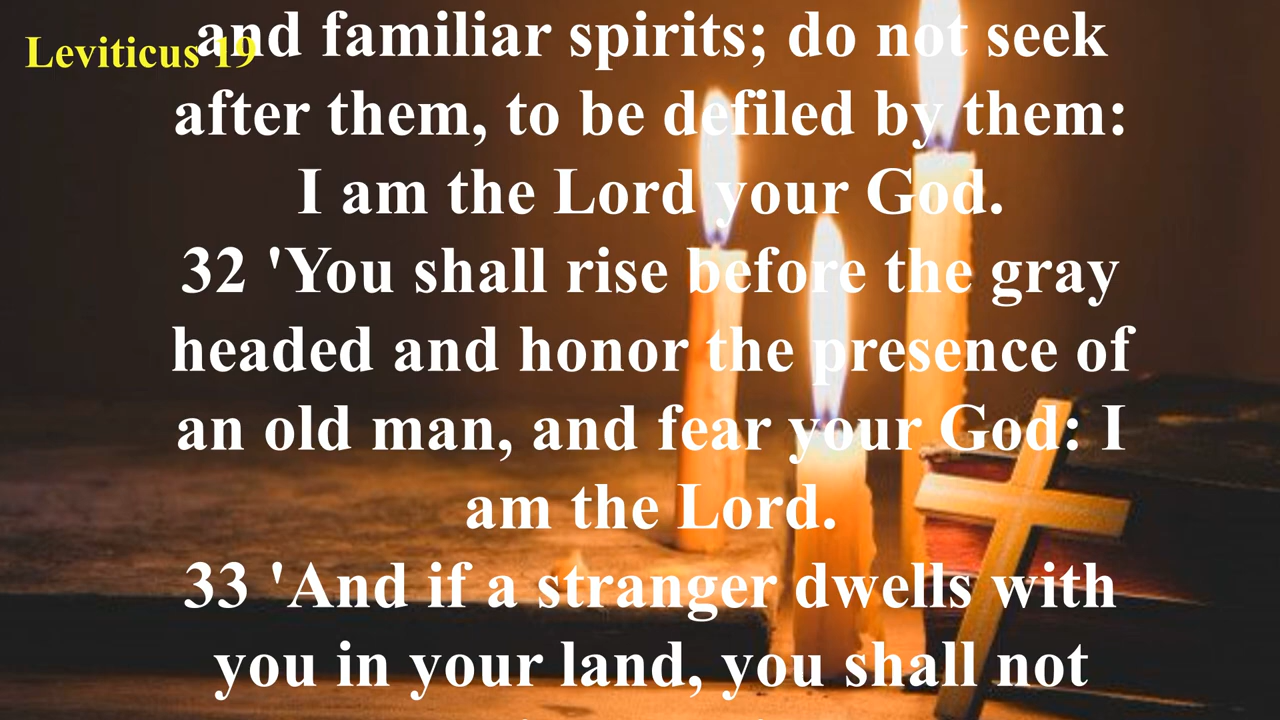 Leviticus 19
and familiar spirits; do not seek
after them, to be defiled by them:
I am the Lord your God.
32 'You shall rise before the gray
headed and honor the presence of
an old man, and fear your God: I
am the Lord.
33 'And if a stranger dwells with
you in your land, you shall not